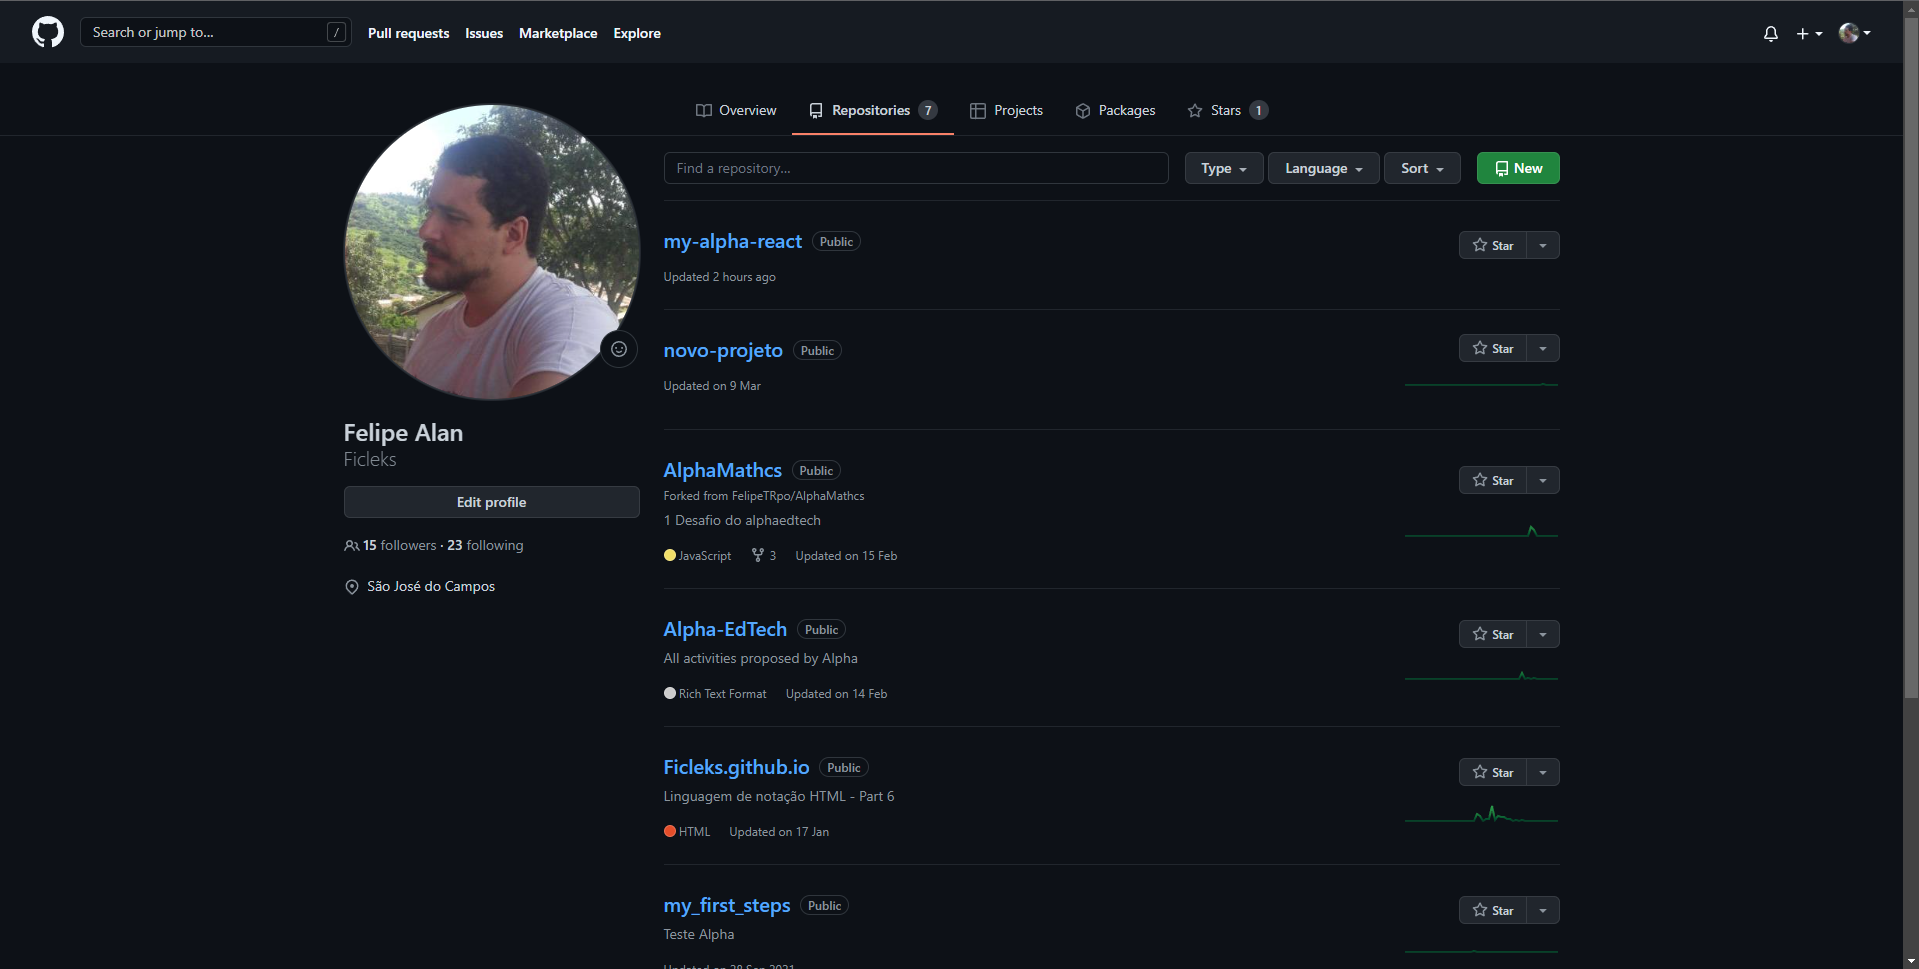 Search or jump to... /
Pull requests Issues Marketplace Explore
Overview Repositories 7 Projects Packages Stars 1
Find a repository... Type Language Sort New
Felipe Alan
Ficleks
Edit profile
15 followers · 23 following
São José do Campos
my-alpha-react Public Star
Updated 2 hours ago
novo-projeto Public Star
Updated on 9 Mar
AlphaMathcs Public Star
Forked from FelipeTRpo/AlphaMathcs
1 Desafio do alphaedtech
JavaScript 3 Updated on 15 Feb
Alpha-EdTech Public Star
All activities proposed by Alpha
Rich Text Format Updated on 14 Feb
Ficleks.github.io Public Star
Linguagem de notação HTML - Part 6
HTML Updated on 17 Jan
my_first_steps Public Star
Teste Alpha
Updated on 28 Sep 2021